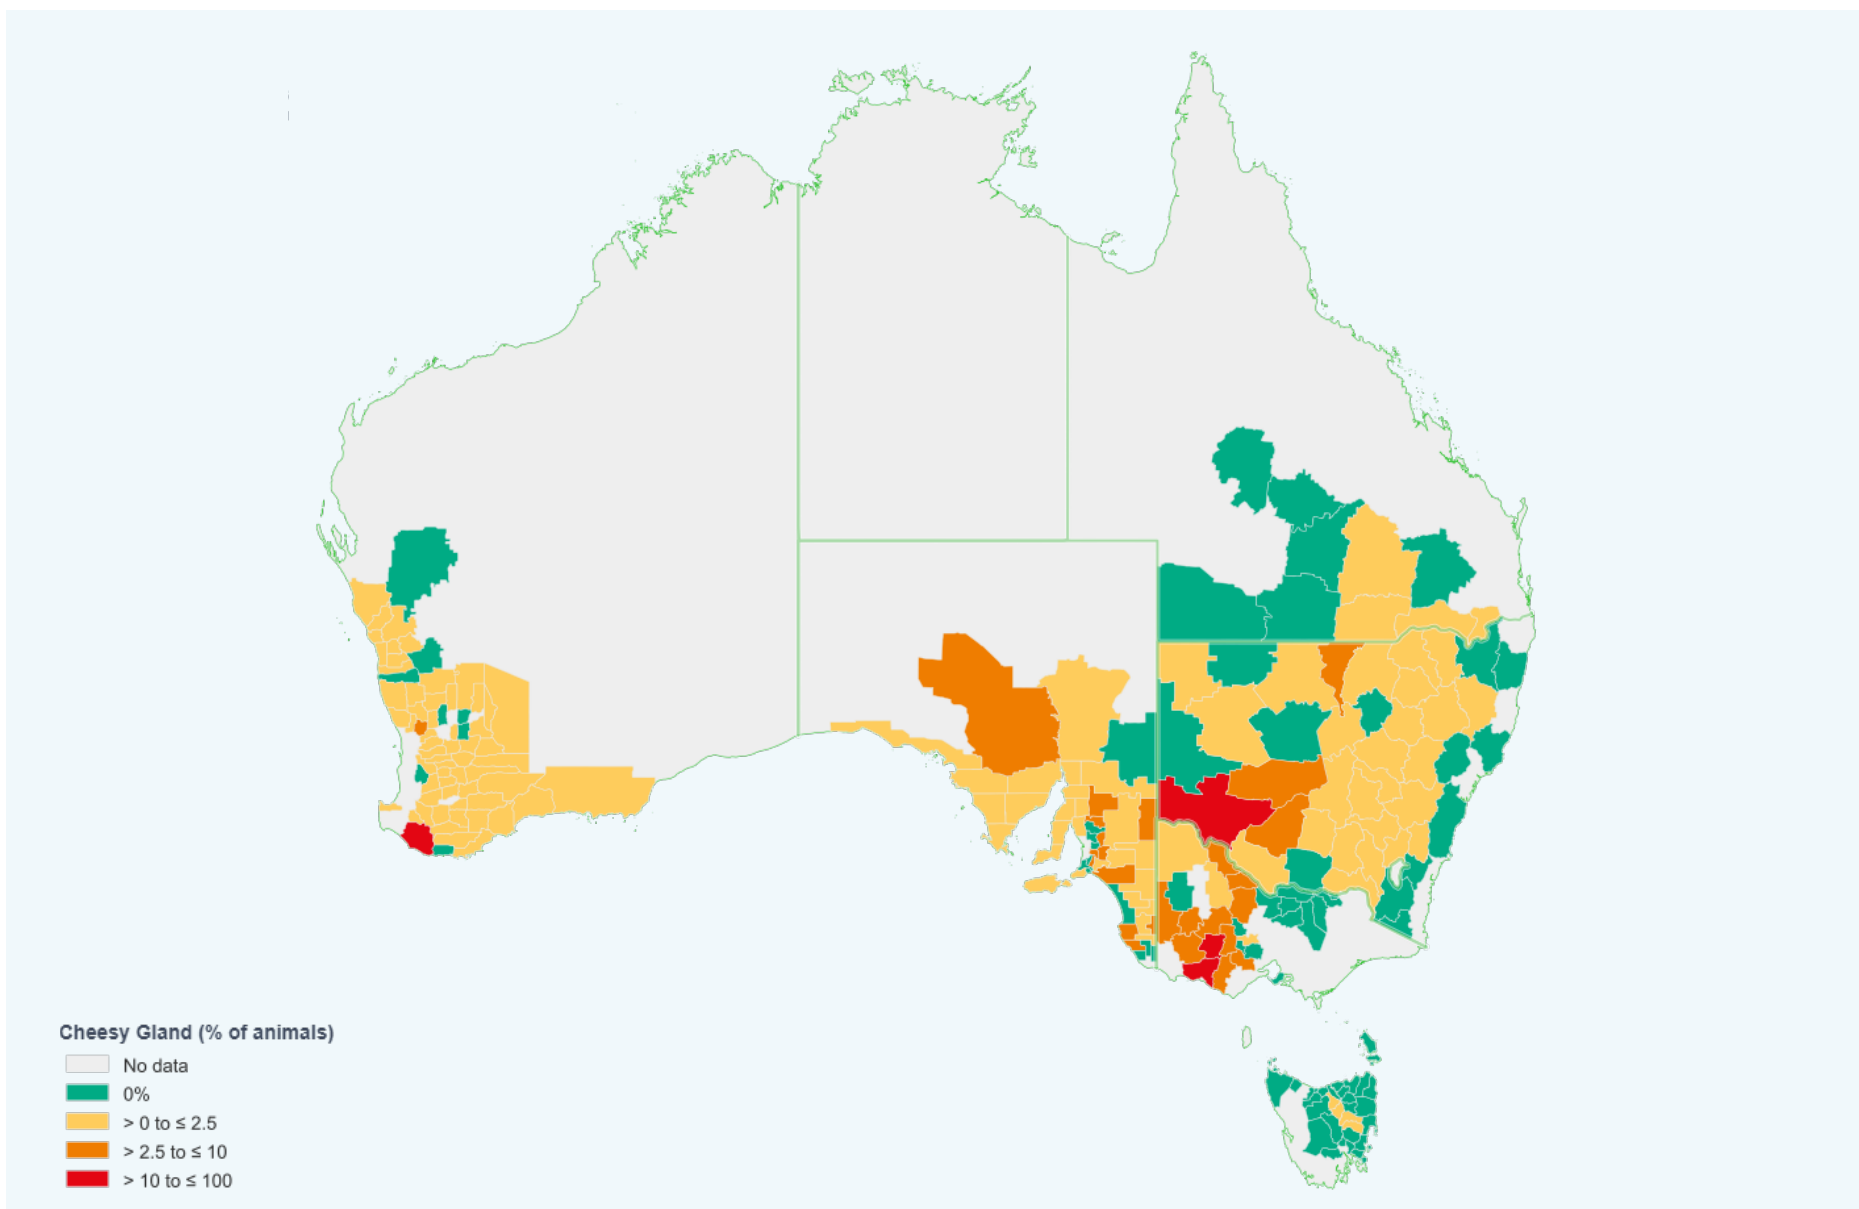 Cheesy Gland (% of animals)
No data
0%
> 0 to ≤ 2.5
> 2.5 to ≤ 10
> 10 to ≤ 100